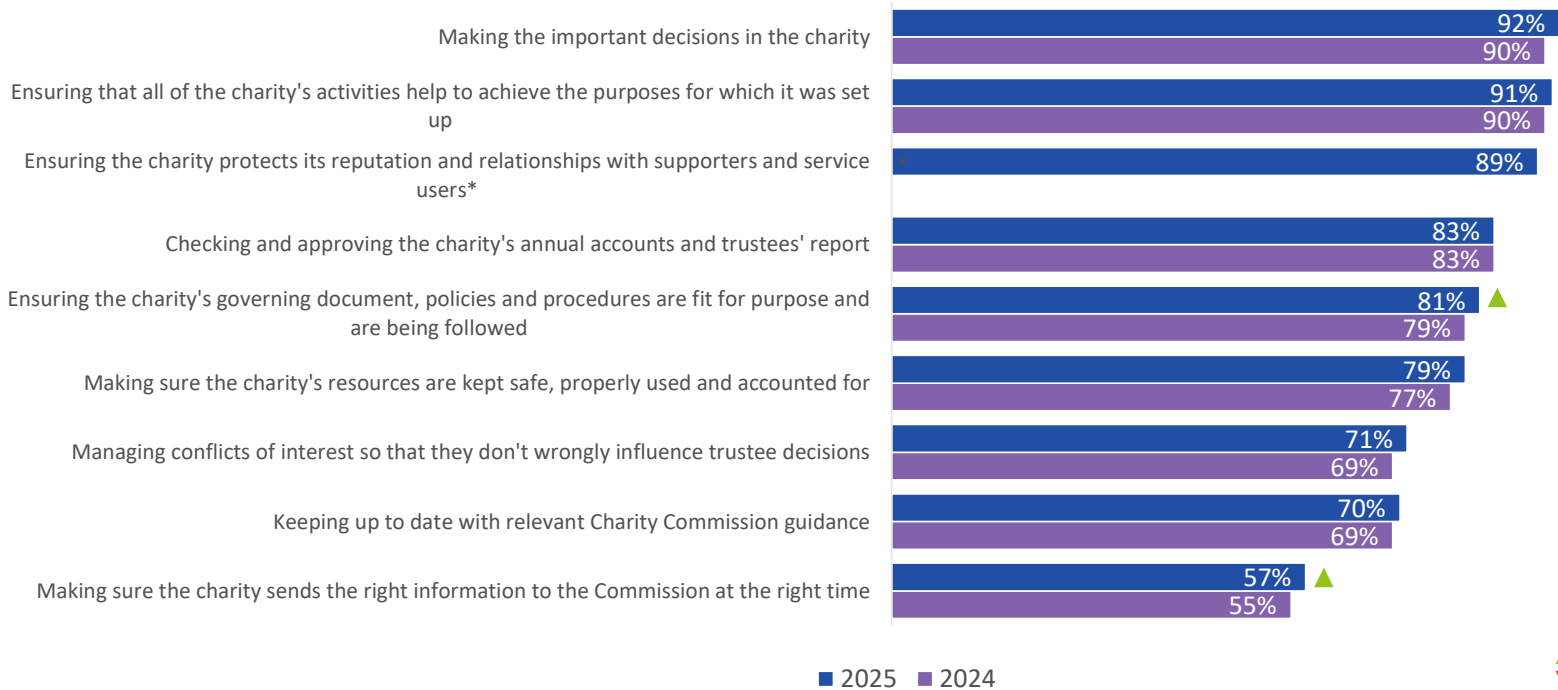 Making the important decisions in the charity
92%
90%
Ensuring that all of the charity's activities help to achieve the purposes for which it was set
up
91%
90%
Ensuring the charity protects its reputation and relationships with supporters and service
users*
*
89%
Checking and approving the charity's annual accounts and trustees' report
83%
83%
Ensuring the charity's governing document, policies and procedures are fit for purpose and
are being followed
81%
79%
Making sure the charity's resources are kept safe, properly used and accounted for
79%
77%
Managing conflicts of interest so that they don't wrongly influence trustee decisions
71%
69%
Keeping up to date with relevant Charity Commission guidance
70%
69%
Making sure the charity sends the right information to the Commission at the right time
57%
55%
2025 2024